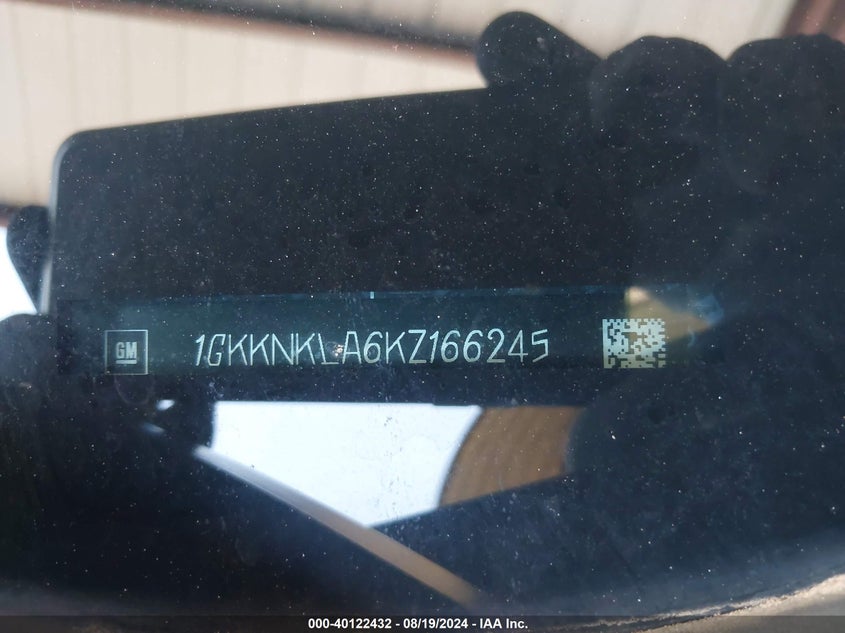 GM 1GKKNKLA6KZ166245
000-40122432 - 08/19/2024 - IAA Inc.